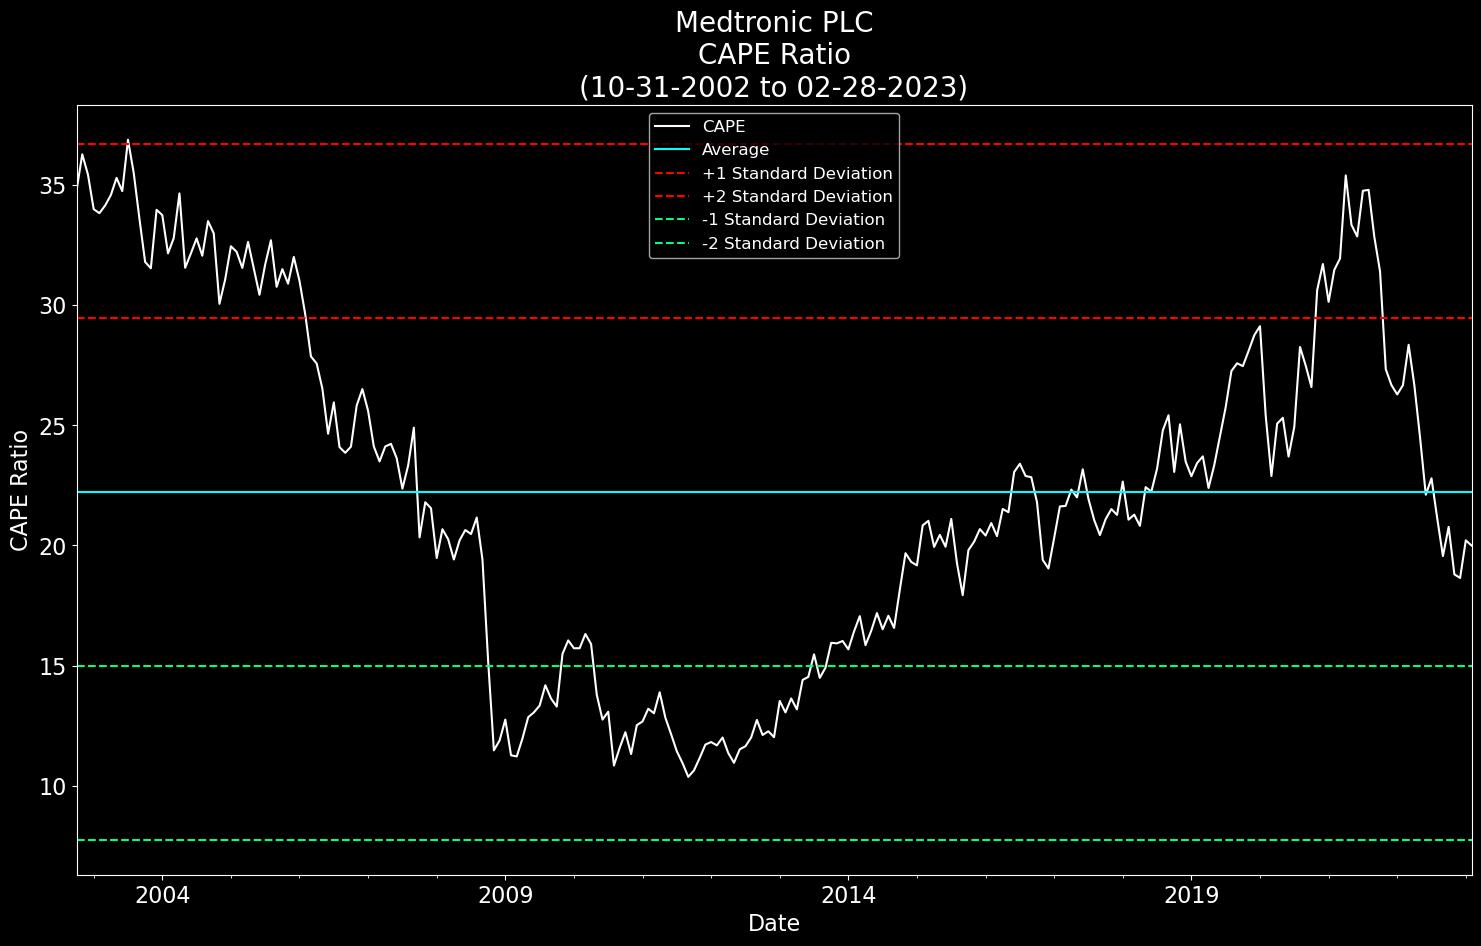 Medtronic PLC
CAPE Ratio
(10-31-2002 to 02-28-2023)
CAPE
Average
+1 Standard Deviation
+2 Standard Deviation
-1 Standard Deviation
-2 Standard Deviation
CAPE Ratio
35
30
25
20
15
10
2004
2009
2014
2019
Date